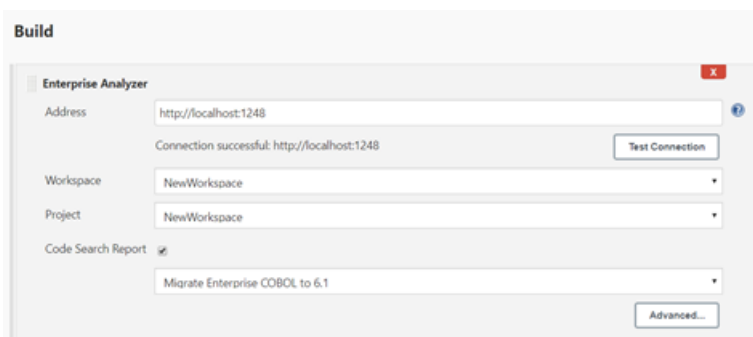 Build
Enterprise Analyzer
X
Address
http://localhost:1248
Connection successful: http://localhost:1248
Test Connection
Workspace
NewWorkspace
Project
NewWorkspace
Code Search Report
Migrate Enterprise COBOL to 6.1
Advanced...